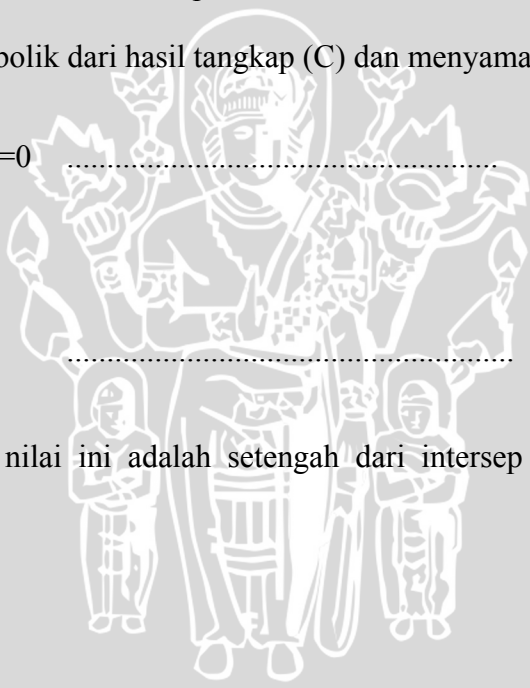 bolik dari hasil tangkap (C) dan menyama
=0 ..............................................
...............................................
nilai ini adalah setengah dari intersep